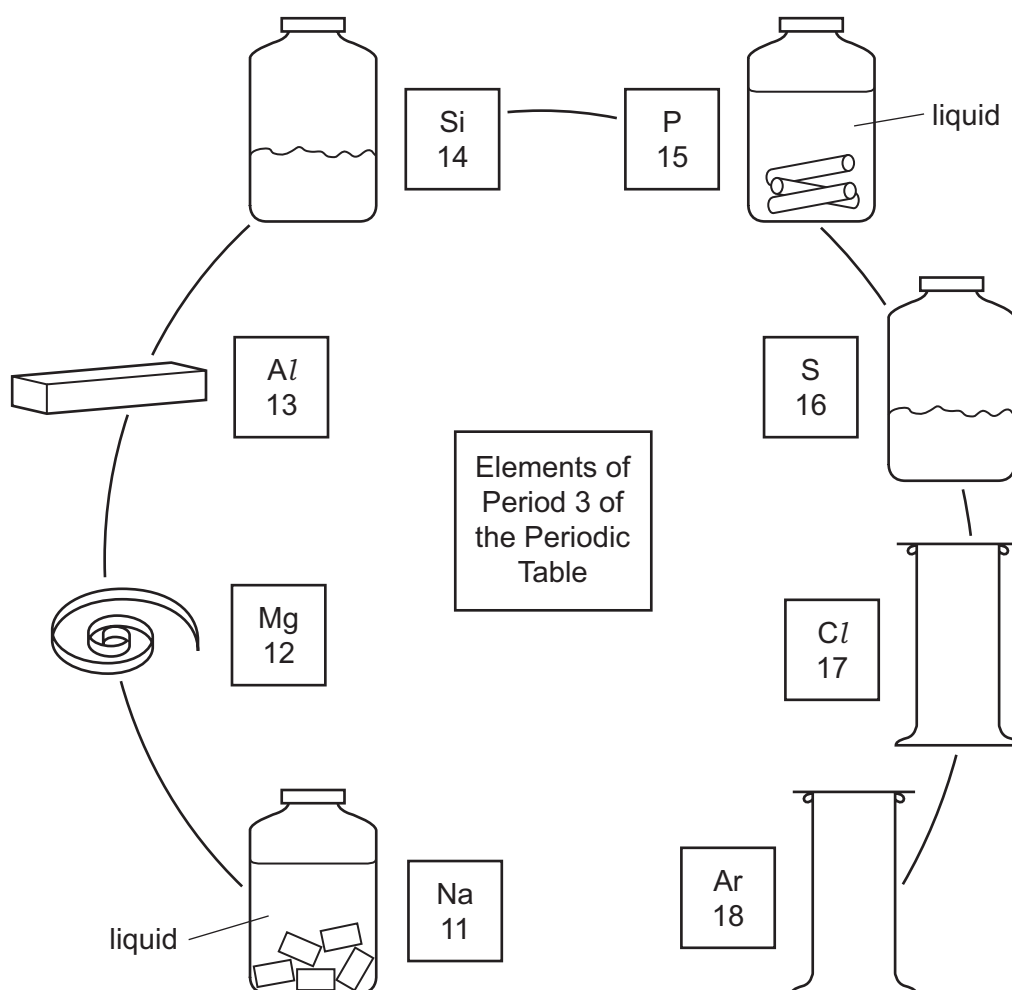 Si
14
P
15
liquid
Al
13
S
16
Elements of
Period 3 of
the Periodic
Table
Mg
12
Cl
17
Na
11
Ar
18
liquid